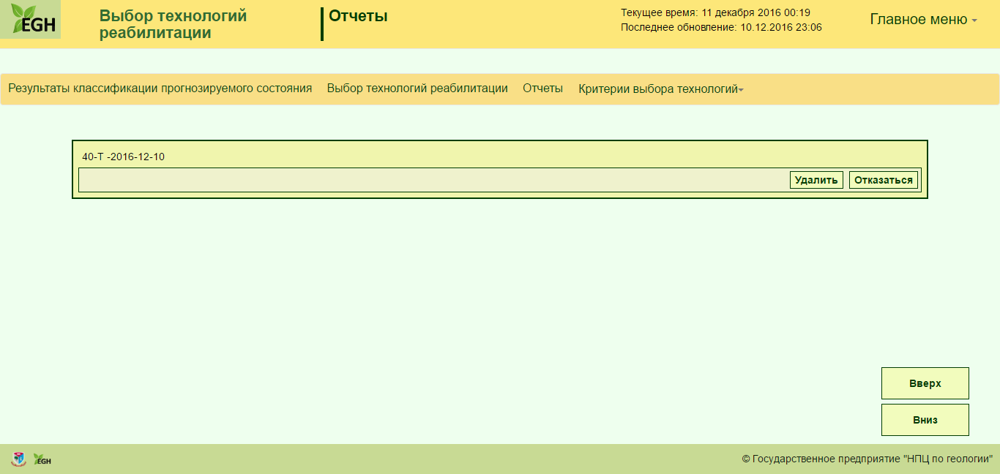 EGH
Выбор технологий
реабилитации
Отчеты
Текущее время: 11 декабря 2016 00:19
Последнее обновление: 10.12.2016 23:06
Главное меню
Результаты классификации прогнозируемого состояния
Выбор технологий реабилитации
Отчеты
Критерии выбора технологий
40-Т -2016-12-10
Удалить
Отказаться
Вверх
Вниз
EGH
© Государственное предприятие "НПЦ по геологии"